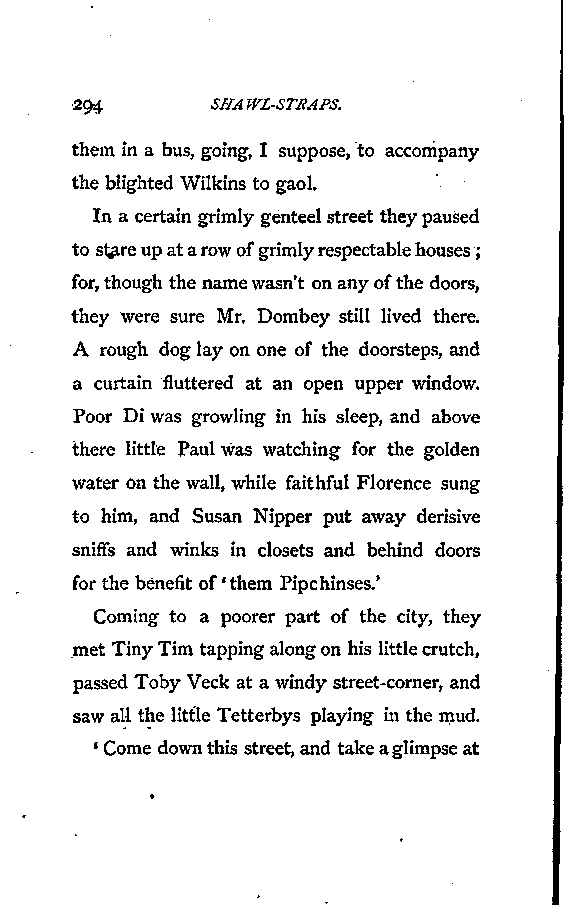 294 SHAWL-STRAPS.
them in a bus, going, I suppose, to accompany
the blighted Wilkins to gaol.
In a certain grimly genteel street they paused
to stare up at a row of grimly respectable houses;
for, though the name wasn't on any of the doors,
they were sure Mr. Dombey still lived there.
A rough dog lay on one of the doorsteps, and
a curtain fluttered at an open upper window.
Poor Di was growling in his sleep, and above
there little Paul was watching for the golden
water on the wall, while faithful Florence sung
to him, and Susan Nipper put away derisive
sniffs and winks in closets and behind doors
for the benefit of 'them Pipchinses.'
Coming to a poorer part of the city, they
met Tiny Tim tapping along on his little crutch,
passed Toby Veck at a windy street-corner, and
saw all the little Tetterbys playing in the mud.
'Come down this street, and take a glimpse at